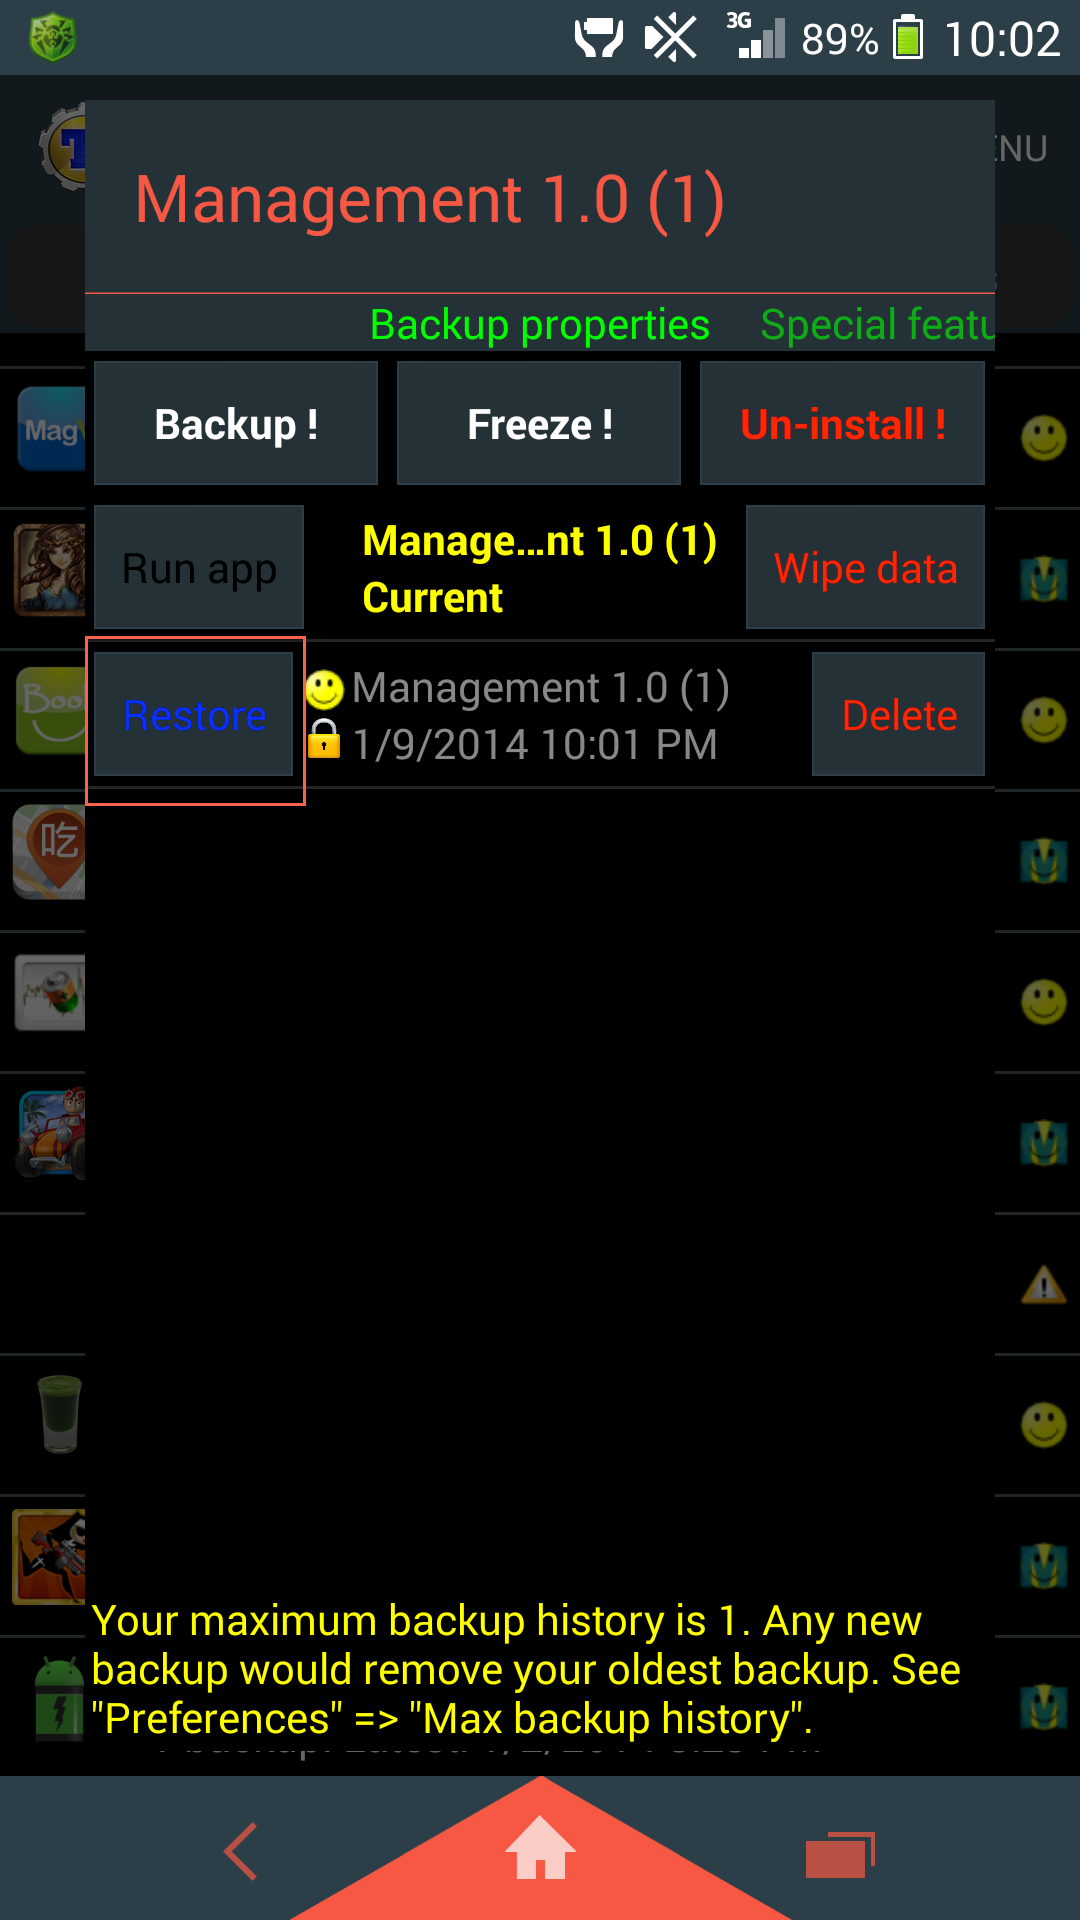 3G
89%
10:02
ENU
Management 1.0 (1)
Backup properties
Special featu
Backup !
Freeze !
Un-install !
Run app
Manage...nt 1.0 (1)
Current
Wipe data
Restore
Management 1.0 (1)
1/9/2014 10:01 PM
Delete
Mag
Boo
吃
Your maximum backup history is 1. Any new
backup would remove your oldest backup. See
"Preferences" => "Max backup history".